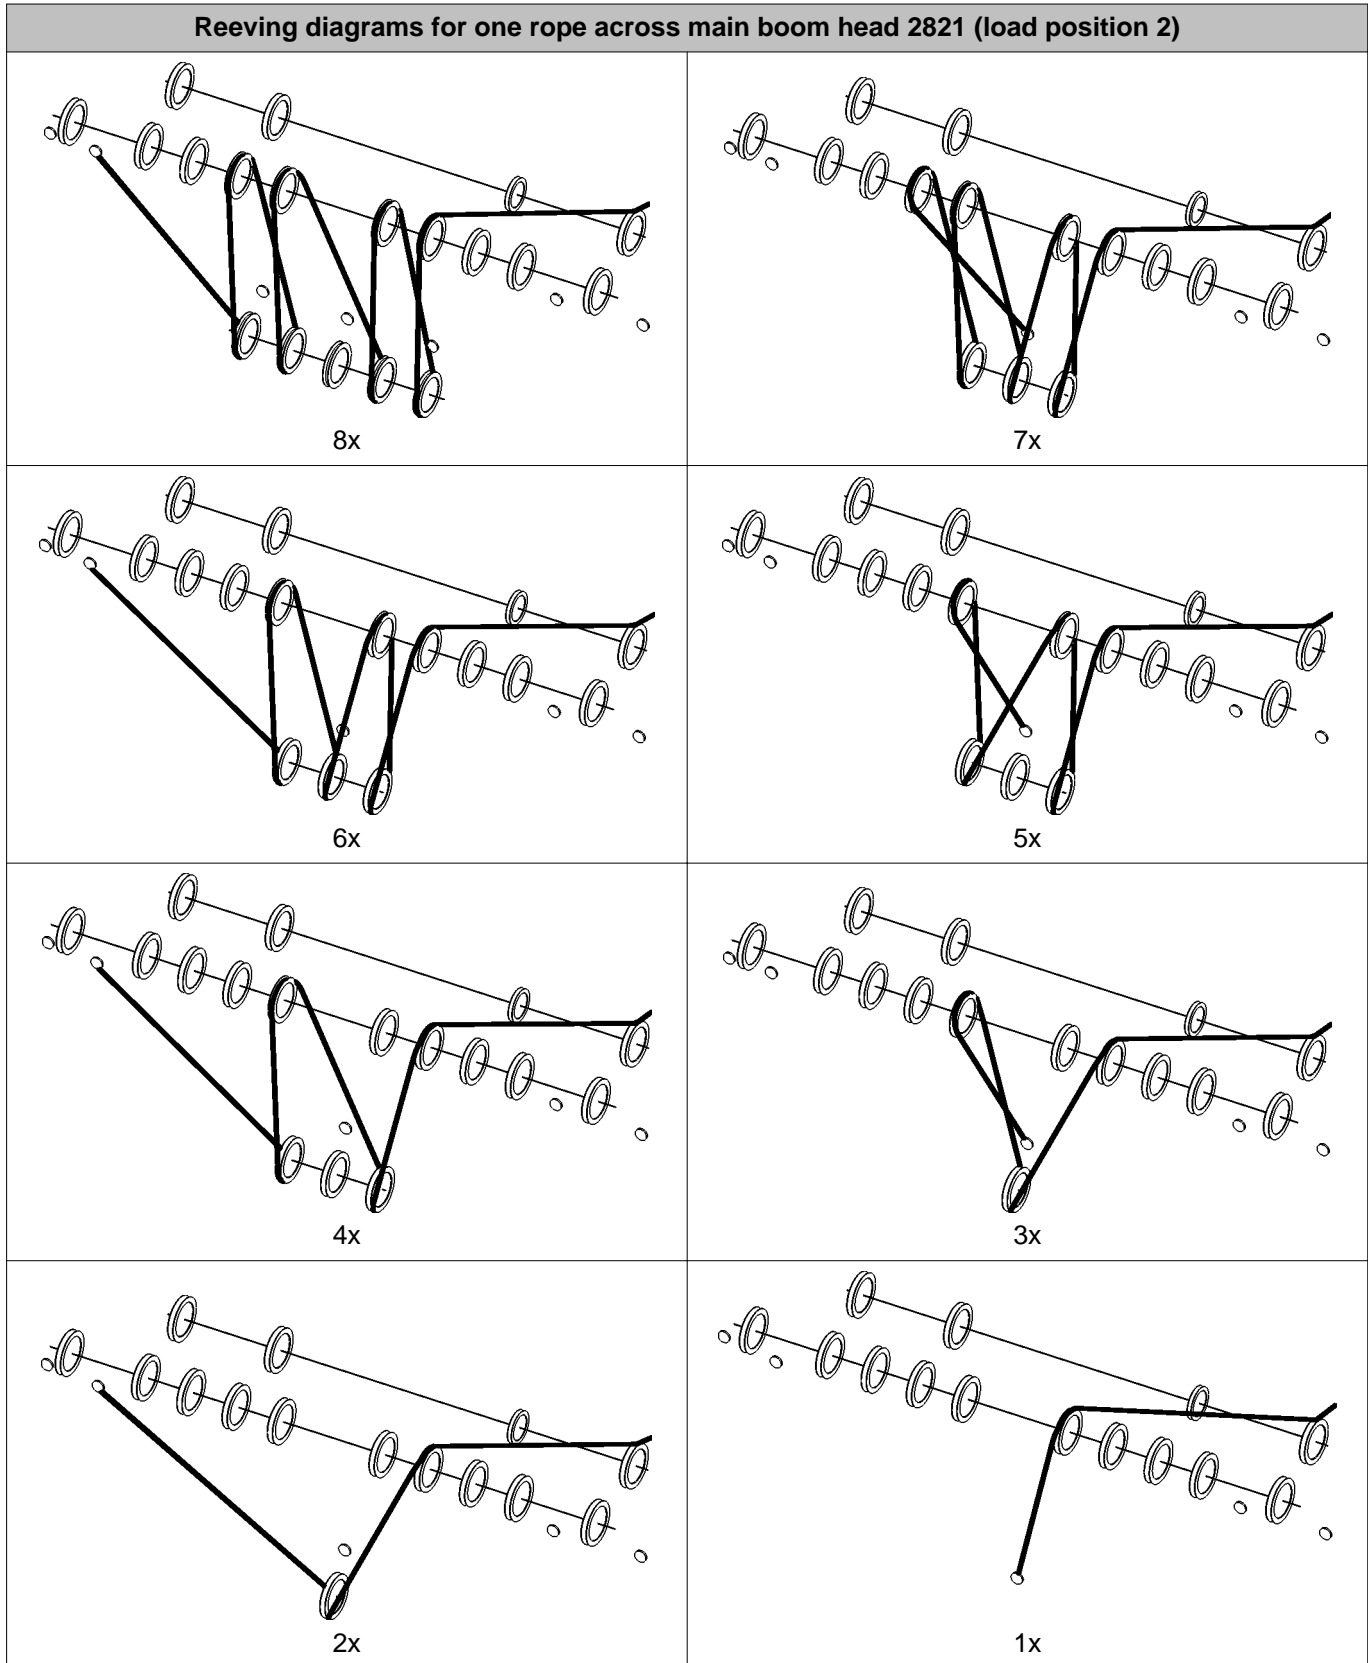 Reeving diagrams for one rope across main boom head 2821 (load position 2)
8x
7x
6x
5x
4x
3x
2x
1x